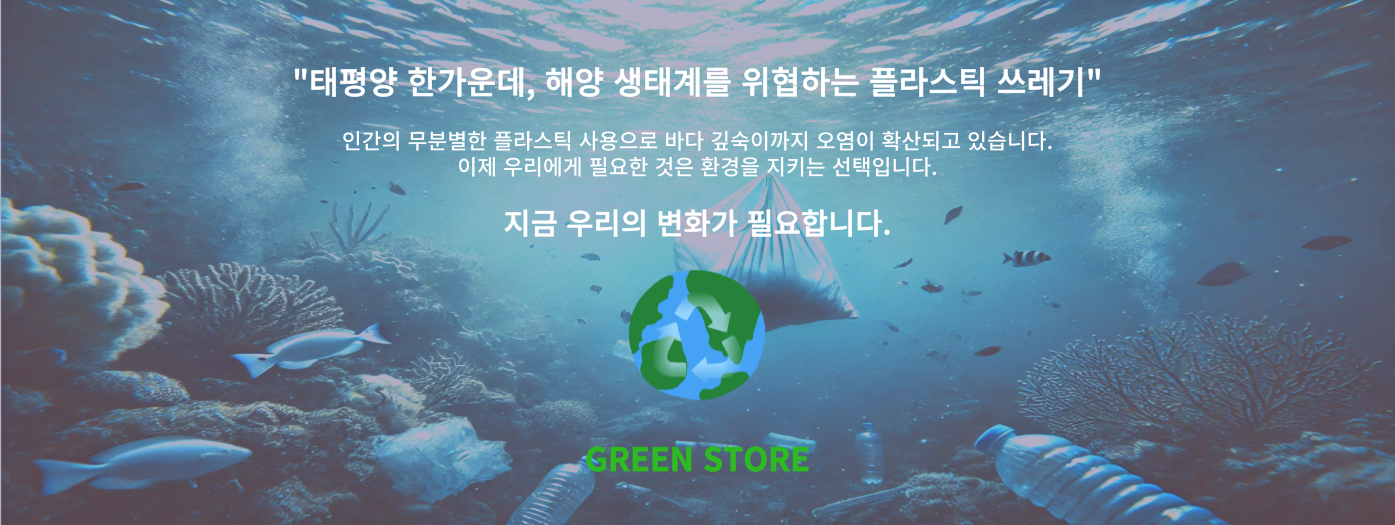 "태평양 한가운데, 해양 생태계를 위협하는 플라스틱 쓰레기"
인간의 무분별한 플라스틱 사용으로 바다 깊숙이까지 오염이 확산되고 있습니다.
이제 우리에게 필요한 것은 환경을 지키는 선택입니다.
지금 우리의 변화가 필요합니다.
GREEN STORE